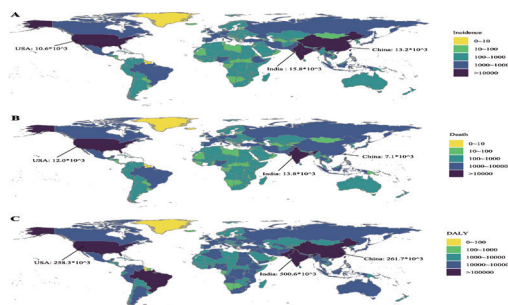 A
USA: 10.6*10^3
China: 13.2*10^3
India : 15.8*10^3
Incidence
0~10
10~100
100~1000
1000~10000
>10000
B
USA: 12.0*10^3
China: 7.1*10^3
India: 13.8*10^3
Death
0~10
10~100
100~1000
1000~10000
>10000
C
USA: 258.3*10^3
China: 261.7*10^3
India: 500.6*10^3
DALY
0~100
100~1000
1000~10000
10000~100000
>100000